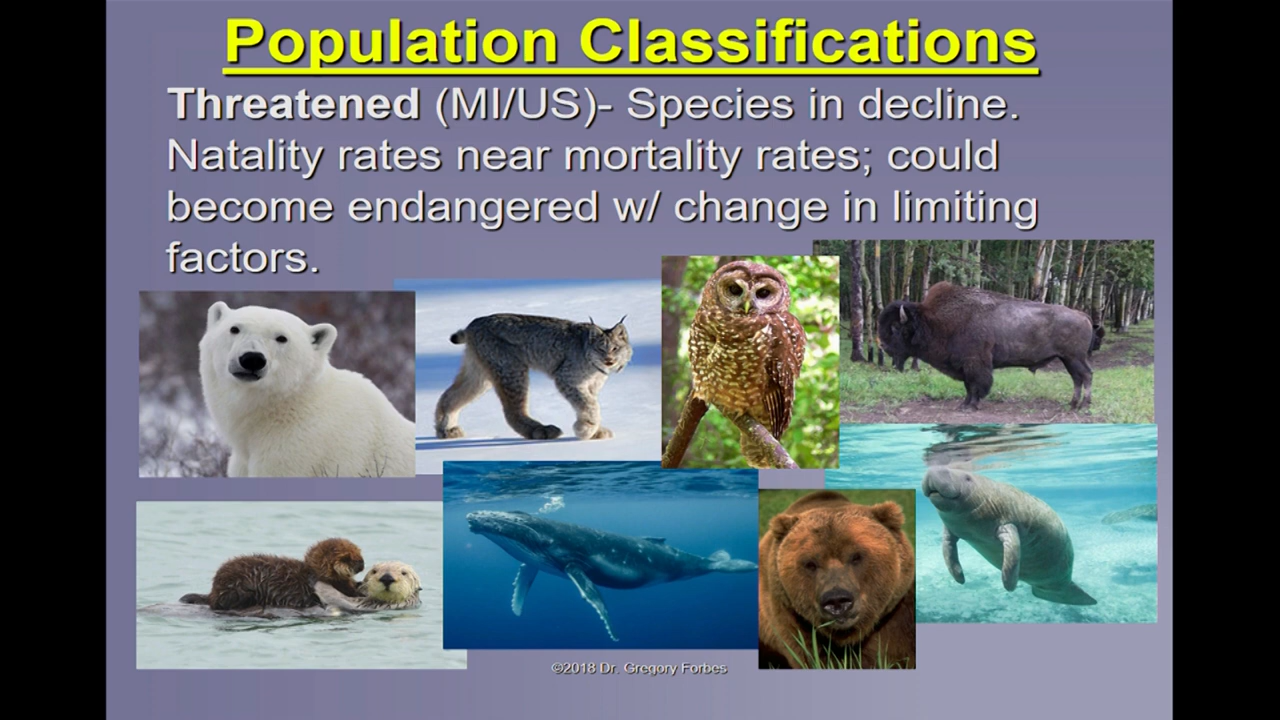 Population Classifications
Threatened (MI/US)- Species in decline.
Natality rates near mortality rates; could
become endangered w/ change in limiting
factors.
©2018 Dr. Gregory Forbes